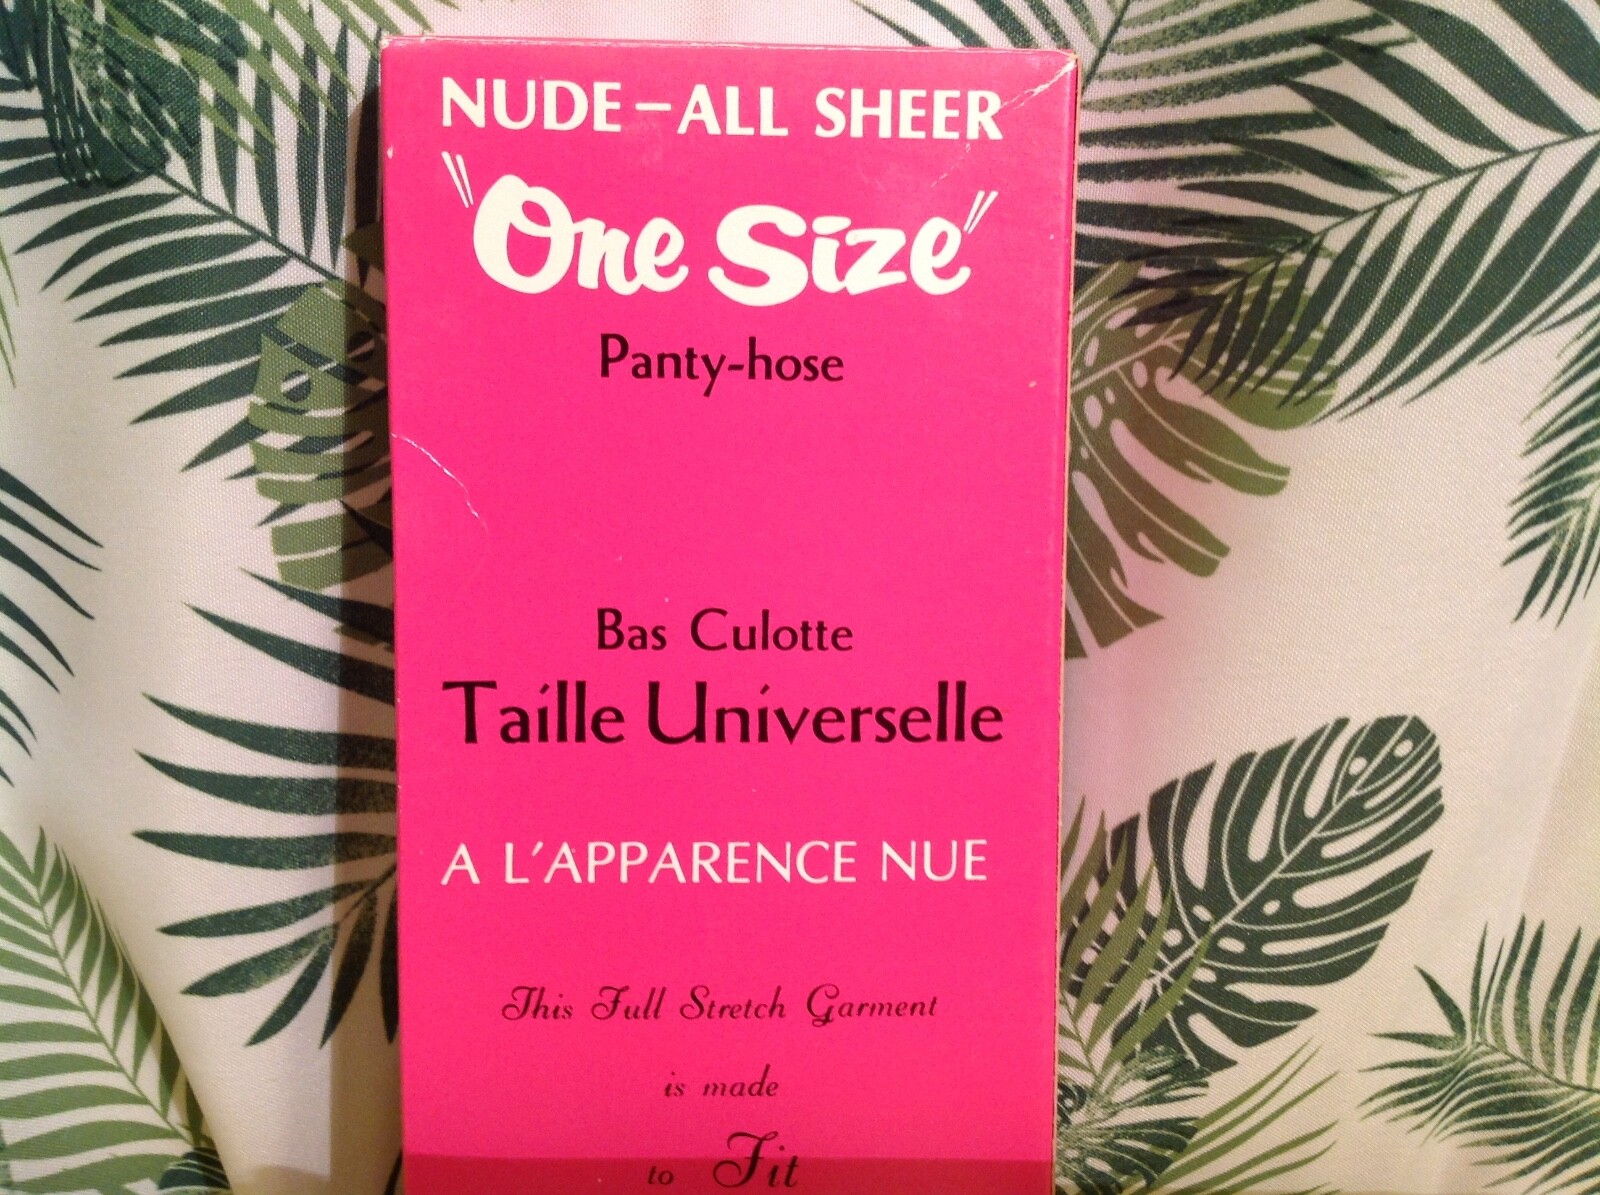 NUDE–ALL SHEER
"One Size"
Panty-hose
Bas Culotte
Taille Universelle
A L'APPARENCE NUE
This Full Stretch Garment
is made
to Fit